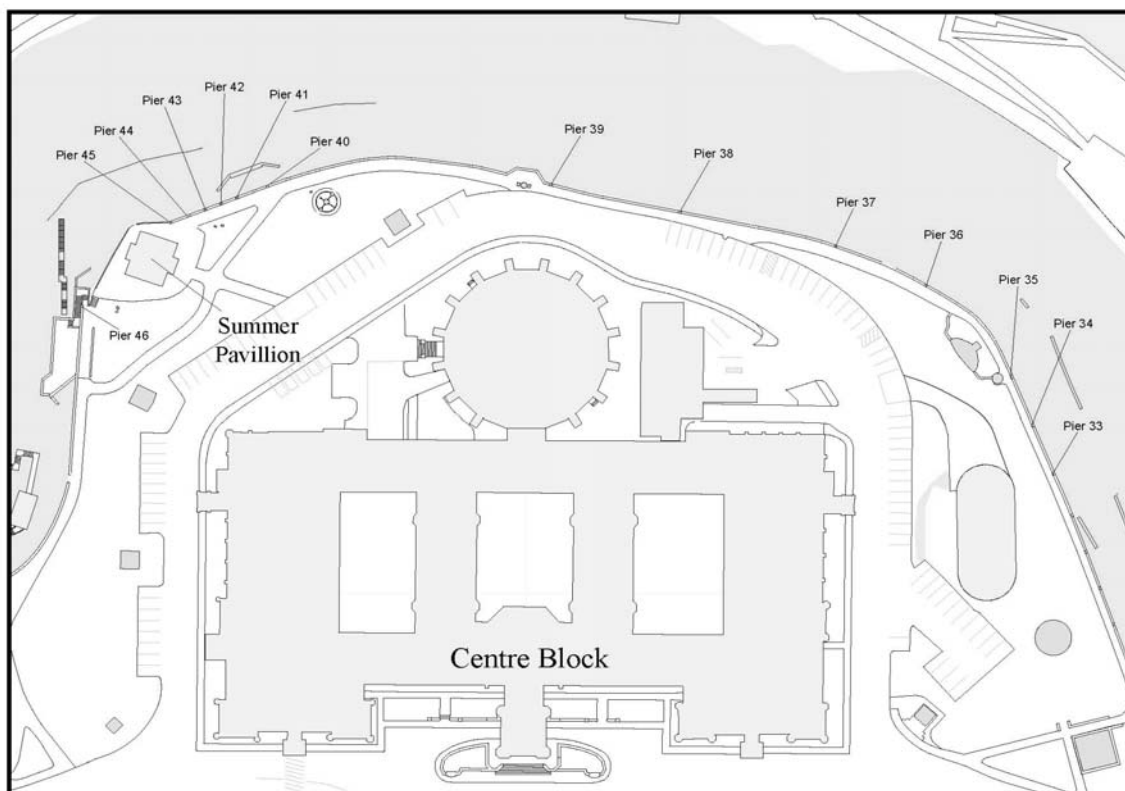 Pier 42
Pier 41
Pier 43
Pier 44
Pier 40
Pier 45
Pier 39
Pier 38
Pier 37
Pier 36
Pier 35
Pier 34
Pier 46
Summer
Pavillion
Pier 33
Centre Block